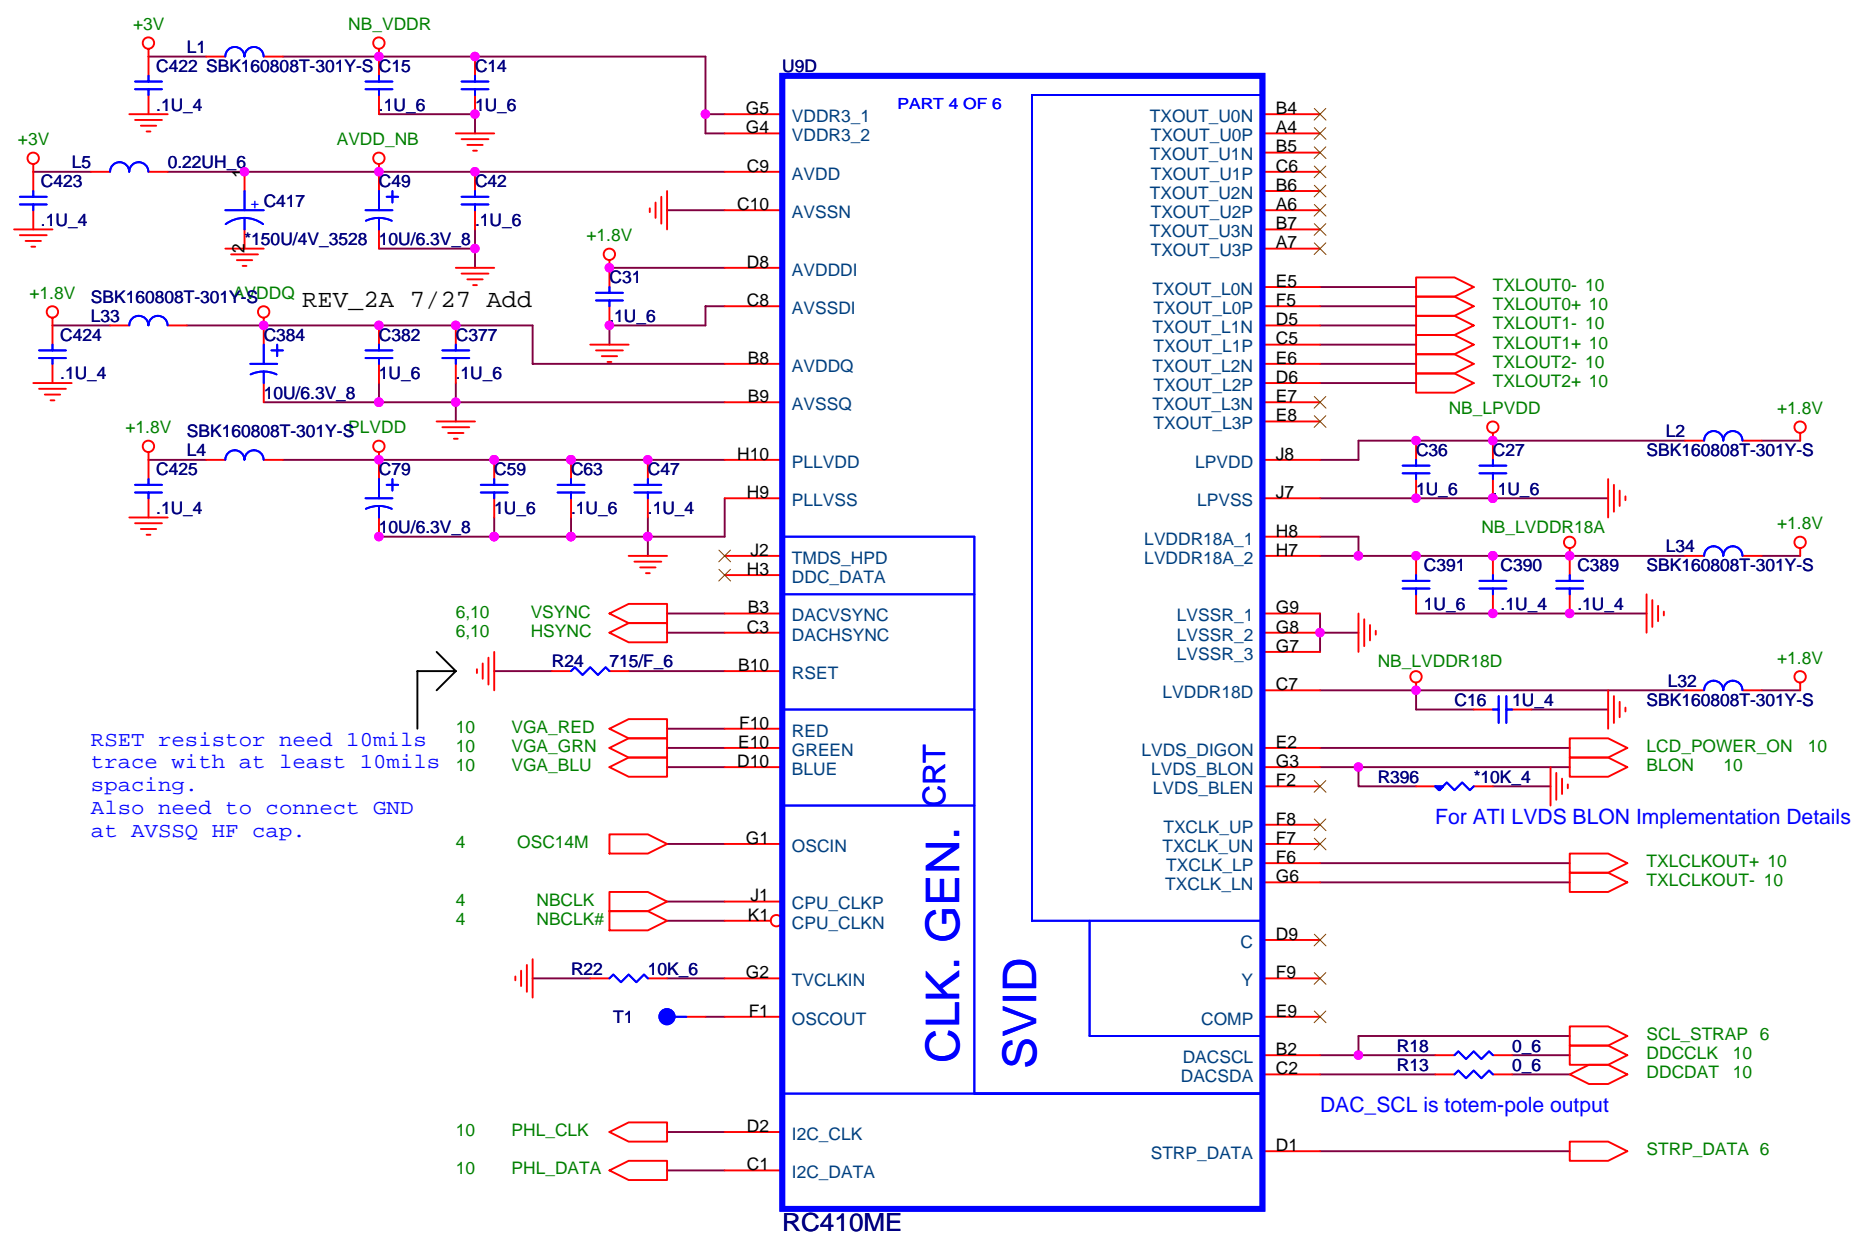 +3V
NB_VDDR
L1
C422 SBK160808T-301Y-S C15 C14
.1U_4 .1U_6 1U_6
+3V
AVDD_NB
L5 0.22UH_6
C423 1 C49 C42
+ C417 +
.1U_4 .1U_6
*150U/4V_3528 10U/6.3V_8
2
+1.8V
C31
1U_6
+1.8V SBK160808T-301Y-S AVDDQ REV_2A 7/27 Add
L33
C424 C384 C382 C377
+
.1U_4 1U_6 .1U_6
10U/6.3V_8
+1.8V SBK160808T-301Y-S PLVDD
L4
C425 C79 C59 C63 C47
+
.1U_4 1U_6 .1U_6 .1U_4
10U/6.3V_8
6,10 VSYNC
6,10 HSYNC
R24 715/F_6
RSET resistor need 10mils
trace with at least 10mils
spacing.
Also need to connect GND
at AVSSQ HF cap.
10 VGA_RED
10 VGA_GRN
10 VGA_BLU
4 OSC14M
4 NBCLK
4 NBCLK#
R22 10K_6
T1
10 PHL_CLK
10 PHL_DATA
U9D
PART 4 OF 6
G5 VDDR3_1
G4 VDDR3_2
C9 AVDD
C10 AVSSN
D8 AVDDDI
C8 AVSSDI
B8 AVDDQ
B9 AVSSQ
H10 PLLVDD
H9 PLLVSS
J2 TMDS_HPD
H3 DDC_DATA
B3 DACVSYNC
C3 DACHSYNC
B10 RSET
F10 RED
E10 GREEN
D10 BLUE
G1 OSCIN
J1 CPU_CLKP
K1 CPU_CLKN
G2 TVCLKIN
F1 OSCOUT
D2 I2C_CLK
C1 I2C_DATA
CRT
CLK. GEN.
SVID
RC410ME
TXOUT_U0N B4
TXOUT_U0P A4
TXOUT_U1N B5
TXOUT_U1P C6
TXOUT_U2N B6
TXOUT_U2P A6
TXOUT_U3N B7
TXOUT_U3P A7
TXOUT_L0N E5 TXLOUT0- 10
TXOUT_L0P F5 TXLOUT0+ 10
TXOUT_L1N D5 TXLOUT1- 10
TXOUT_L1P C5 TXLOUT1+ 10
TXOUT_L2N E6 TXLOUT2- 10
TXOUT_L2P D6 TXLOUT2+ 10
TXOUT_L3N E7
TXOUT_L3P E8
NB_LPVDD +1.8V
L2
C36 C27 SBK160808T-301Y-S
LPVDD J8
1U_6 .1U_6
LPVSS J7
NB_LVDDR18A +1.8V
LVDDR18A_1 H8
LVDDR18A_2 H7
L34
C391 C390 C389 SBK160808T-301Y-S
1U_6 .1U_4 .1U_4
LVSSR_1 G9
LVSSR_2 G8
LVSSR_3 G7
NB_LVDDR18D +1.8V
LVDDR18D C7
L32
C16 1U_4 SBK160808T-301Y-S
LVDS_DIGON E2 LCD_POWER_ON 10
LVDS_BLON G3 BLON 10
LVDS_BLEN F2
R396 *10K_4
For ATI LVDS BLON Implementation Details
TXCLK_UP F8
TXCLK_UN F7
TXCLK_LP F6 TXLCLKOUT+ 10
TXCLK_LN G6 TXLCLKOUT- 10
C D9
Y F9
COMP E9
SCL_STRAP 6
DACSCL B2 R18 0_6 DDCCLK 10
DACSDA C2 R13 0_6 DDCDAT 10
DAC_SCL is totem-pole output
STRP_DATA D1 STRP_DATA 6